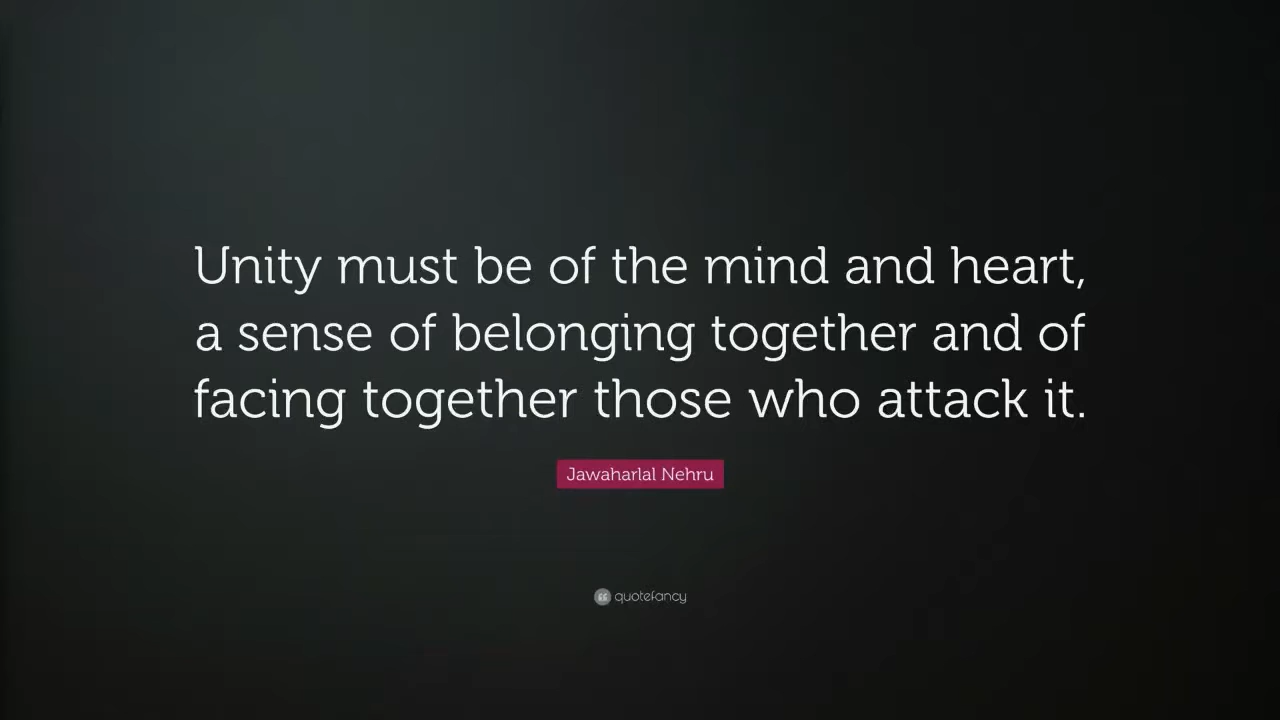 Unity must be of the mind and heart,
a sense of belonging together and of
facing together those who attack it.
Jawaharlal Nehru
quotefancy